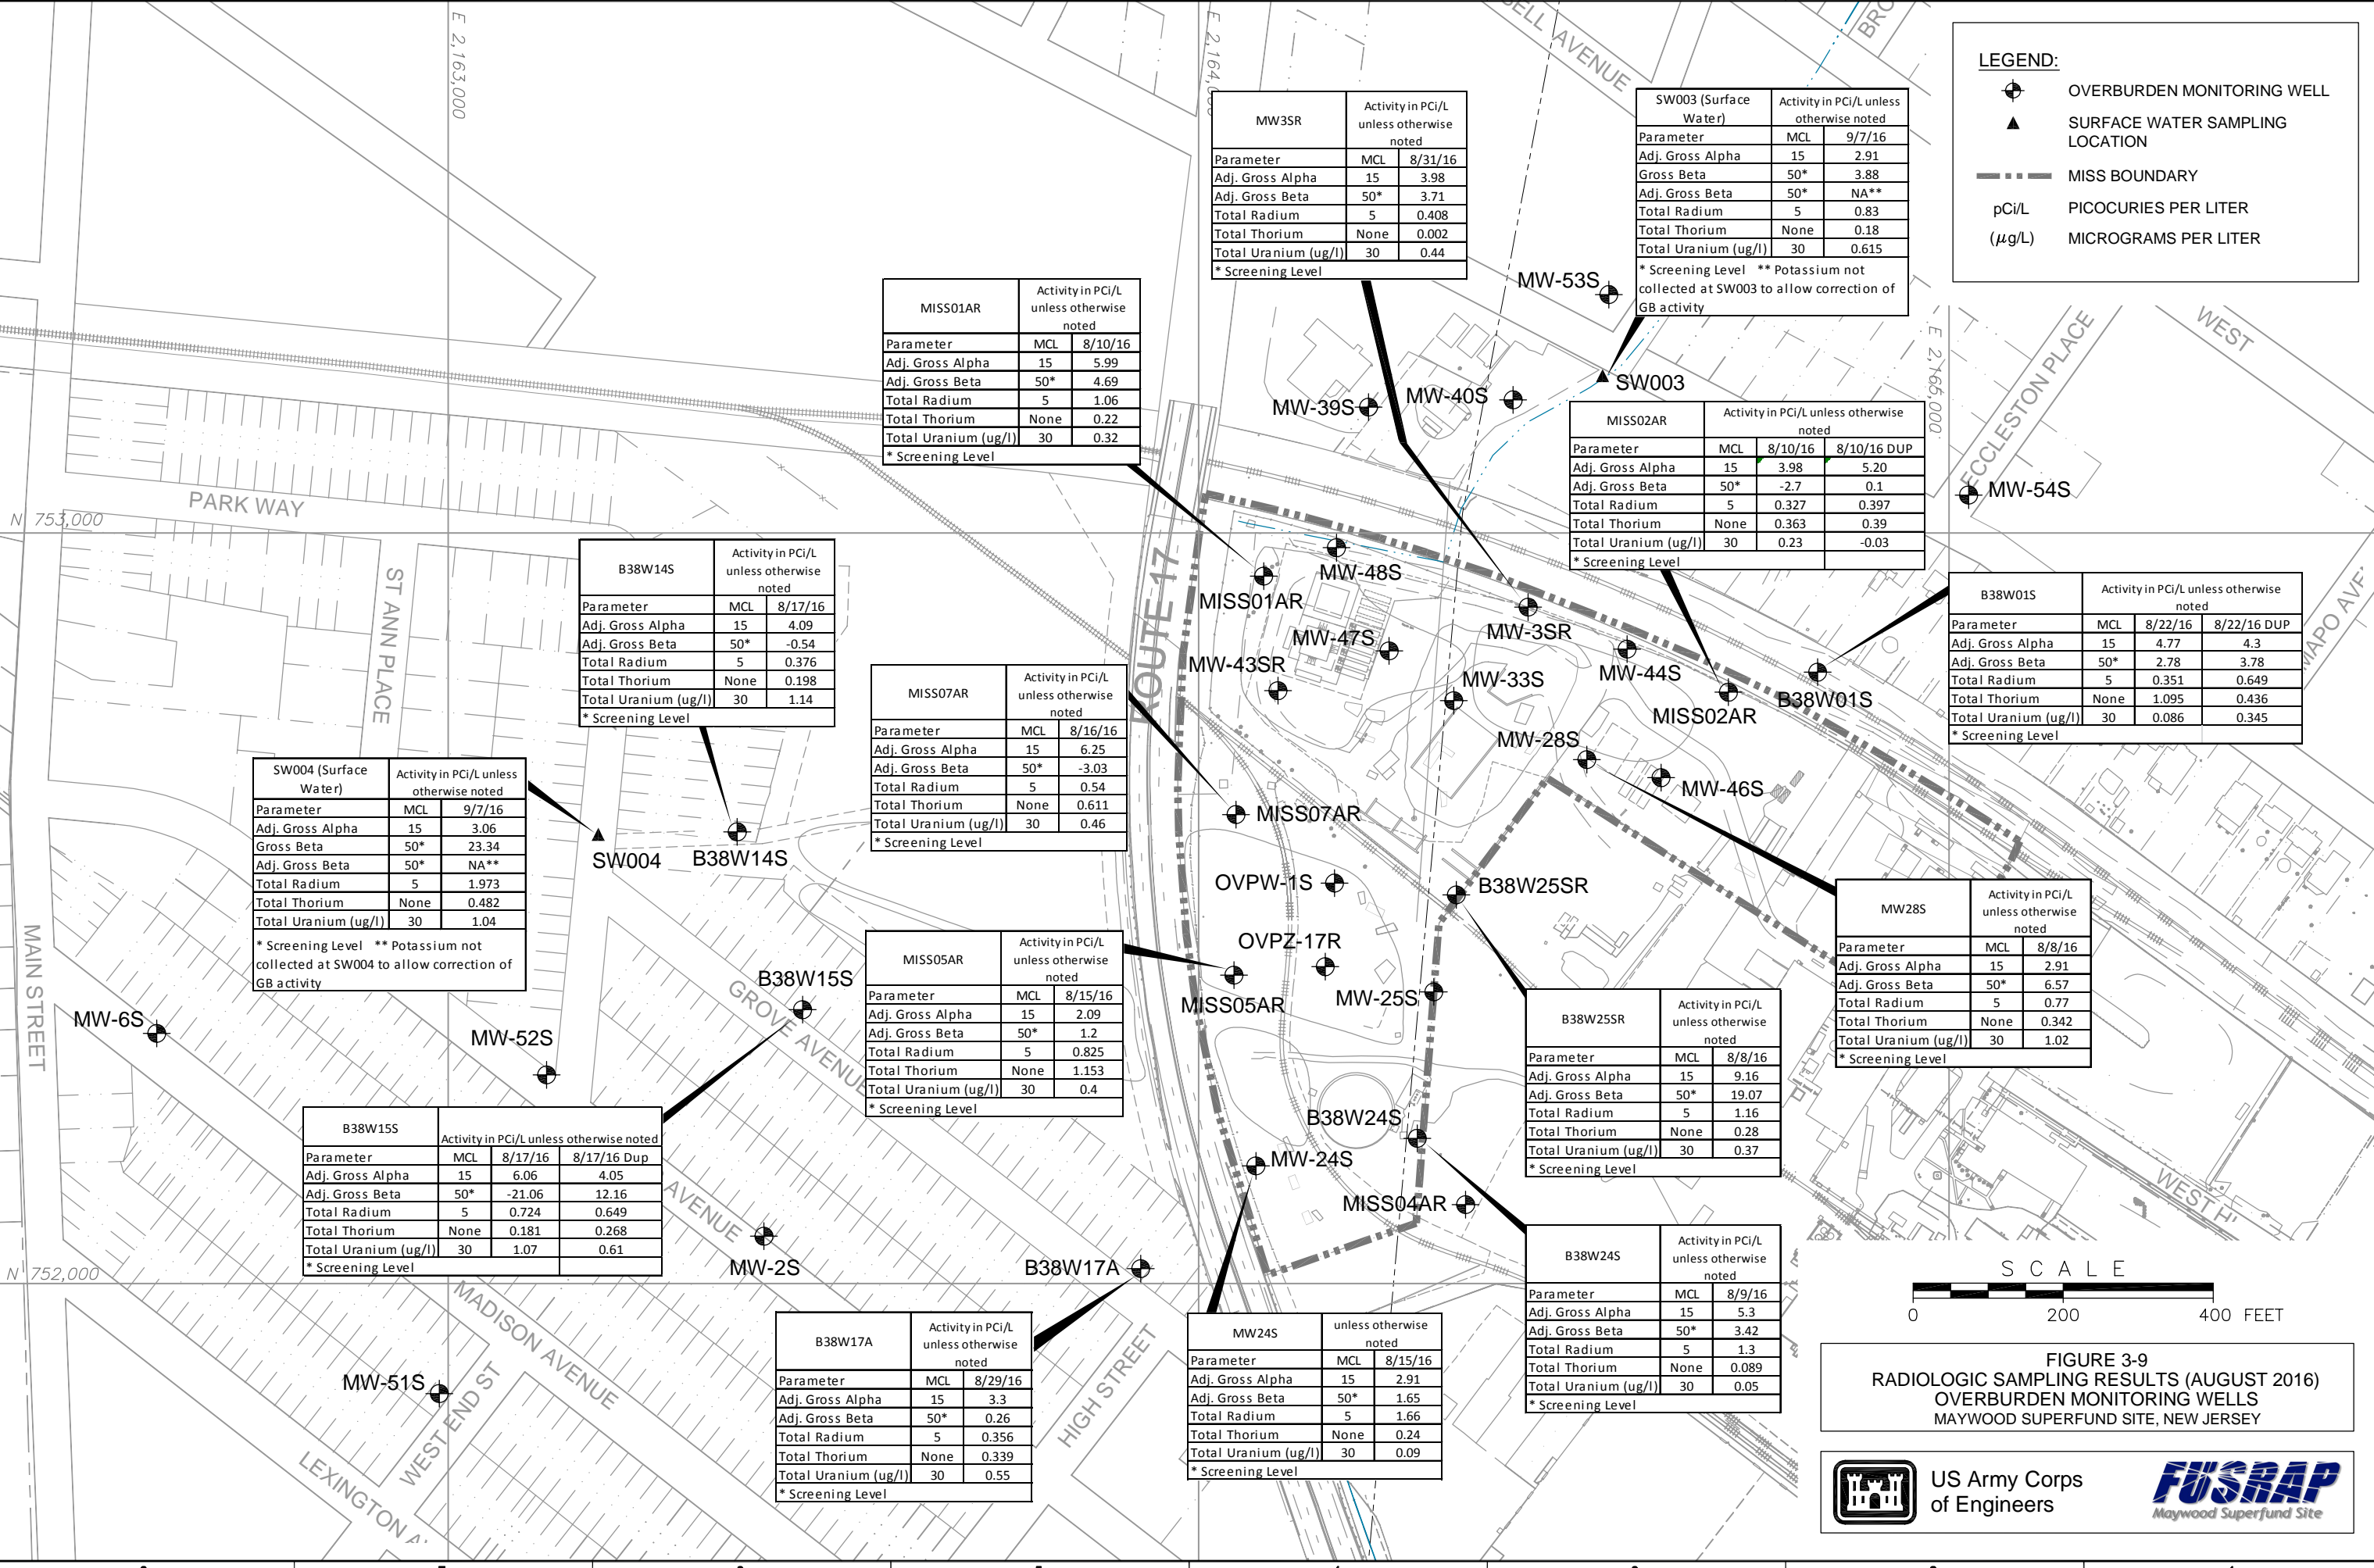 E 2,163,000
E 2,164,0
SELL AVENUE
BRO
LEGEND:
OVERBURDEN MONITORING WELL
SURFACE WATER SAMPLING
LOCATION
MISS BOUNDARY
pCi/L PICOCURIES PER LITER
(µg/L) MICROGRAMS PER LITER
MW3SR Activity in PCi/L unless otherwise noted
Parameter MCL 8/31/16
Adj. Gross Alpha 15 3.98
Adj. Gross Beta 50* 3.71
Total Radium 5 0.408
Total Thorium None 0.002
Total Uranium (ug/l) 30 0.44
* Screening Level
SW003 (Surface Water) Activity in PCi/L unless otherwise noted
Parameter MCL 9/7/16
Adj. Gross Alpha 15 2.91
Gross Beta 50* 3.88
Adj. Gross Beta 50* NA**
Total Radium 5 0.83
Total Thorium None 0.18
Total Uranium (ug/l) 30 0.615
* Screening Level ** Potassium not
collected at SW003 to allow correction of
GB activity
MISS01AR Activity in PCi/L unless otherwise noted
Parameter MCL 8/10/16
Adj. Gross Alpha 15 5.99
Adj. Gross Beta 50* 4.69
Total Radium 5 1.06
Total Thorium None 0.22
Total Uranium (ug/l) 30 0.32
* Screening Level
MW-53S
SW003
MW-39S
MW-40S
E 2,165,000
ECCLESTON PLACE
WEST
MW-54S
MISS02AR Activity in PCi/L unless otherwise noted
Parameter MCL 8/10/16 8/10/16 DUP
Adj. Gross Alpha 15 3.98 5.20
Adj. Gross Beta 50* -2.7 0.1
Total Radium 5 0.327 0.397
Total Thorium None 0.363 0.39
Total Uranium (ug/l) 30 0.23 -0.03
* Screening Level
PARK WAY
N 753,000
ST ANN PLACE
ROUTE 17
B38W14S Activity in PCi/L unless otherwise noted
Parameter MCL 8/17/16
Adj. Gross Alpha 15 4.09
Adj. Gross Beta 50* -0.54
Total Radium 5 0.376
Total Thorium None 0.198
Total Uranium (ug/l) 30 1.14
* Screening Level
MW-48S
MISS01AR
MW-3SR
MW-47S
MW-43SR
MW-33S
MW-44S
MISS02AR
B38W01S
MW-28S
MW-46S
B38W01S Activity in PCi/L unless otherwise noted
Parameter MCL 8/22/16 8/22/16 DUP
Adj. Gross Alpha 15 4.77 4.3
Adj. Gross Beta 50* 2.78 3.78
Total Radium 5 0.351 0.649
Total Thorium None 1.095 0.436
Total Uranium (ug/l) 30 0.086 0.345
* Screening Level
MAPO AVE
MISS07AR Activity in PCi/L unless otherwise noted
Parameter MCL 8/16/16
Adj. Gross Alpha 15 6.25
Adj. Gross Beta 50* -3.03
Total Radium 5 0.54
Total Thorium None 0.611
Total Uranium (ug/l) 30 0.46
* Screening Level
SW004 (Surface Water) Activity in PCi/L unless otherwise noted
Parameter MCL 9/7/16
Adj. Gross Alpha 15 3.06
Gross Beta 50* 23.34
Adj. Gross Beta 50* NA**
Total Radium 5 1.973
Total Thorium None 0.482
Total Uranium (ug/l) 30 1.04
* Screening Level ** Potassium not
collected at SW004 to allow correction of
GB activity
SW004
B38W14S
MISS07AR
OVPW-1S
B38W25SR
OVPZ-17R
MW-25S
MISS05AR
MW28S Activity in PCi/L unless otherwise noted
Parameter MCL 8/8/16
Adj. Gross Alpha 15 2.91
Adj. Gross Beta 50* 6.57
Total Radium 5 0.77
Total Thorium None 0.342
Total Uranium (ug/l) 30 1.02
* Screening Level
MISS05AR Activity in PCi/L unless otherwise noted
Parameter MCL 8/15/16
Adj. Gross Alpha 15 2.09
Adj. Gross Beta 50* 1.2
Total Radium 5 0.825
Total Thorium None 1.153
Total Uranium (ug/l) 30 0.4
* Screening Level
MAIN STREET
MW-6S
MW-52S
B38W15S
GROVE AVENUE
B38W25SR Activity in PCi/L unless otherwise noted
Parameter MCL 8/8/16
Adj. Gross Alpha 15 9.16
Adj. Gross Beta 50* 19.07
Total Radium 5 1.16
Total Thorium None 0.28
Total Uranium (ug/l) 30 0.37
* Screening Level
B38W15S Activity in PCi/L unless otherwise noted
Parameter MCL 8/17/16 8/17/16 Dup
Adj. Gross Alpha 15 6.06 4.05
Adj. Gross Beta 50* -21.06 12.16
Total Radium 5 0.724 0.649
Total Thorium None 0.181 0.268
Total Uranium (ug/l) 30 1.07 0.61
* Screening Level
B38W24S
MW-24S
MISS04AR
AVENUE
MW-2S
B38W17A
WEST H'
N 752,000
MADISON AVENUE
MW-51S
WEST END ST
LEXINGTON A
HIGH STREET
B38W17A Activity in PCi/L unless otherwise noted
Parameter MCL 8/29/16
Adj. Gross Alpha 15 3.3
Adj. Gross Beta 50* 0.26
Total Radium 5 0.356
Total Thorium None 0.339
Total Uranium (ug/l) 30 0.55
* Screening Level
MW24S unless otherwise noted
Parameter MCL 8/15/16
Adj. Gross Alpha 15 2.91
Adj. Gross Beta 50* 1.65
Total Radium 5 1.66
Total Thorium None 0.24
Total Uranium (ug/l) 30 0.09
* Screening Level
B38W24S Activity in PCi/L unless otherwise noted
Parameter MCL 8/9/16
Adj. Gross Alpha 15 5.3
Adj. Gross Beta 50* 3.42
Total Radium 5 1.3
Total Thorium None 0.089
Total Uranium (ug/l) 30 0.05
* Screening Level
SCALE
0 200 400 FEET
FIGURE 3-9
RADIOLOGIC SAMPLING RESULTS (AUGUST 2016)
OVERBURDEN MONITORING WELLS
MAYWOOD SUPERFUND SITE, NEW JERSEY
US Army Corps
of Engineers
FUSRAP
Maywood Superfund Site